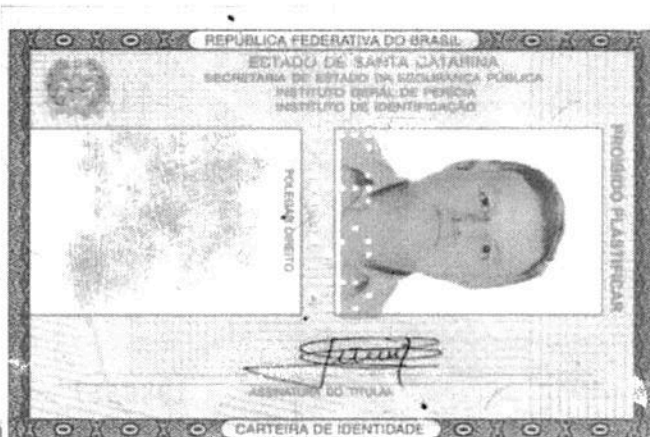 REPÚBLICA FEDERATIVA DO BRASIL
ESTADO DE SANTA CATARINA
SECRETARIA DE ESTADO DA SEGURANÇA PÚBLICA
INSTITUTO GERAL DE PERÍCIA
INSTITUTO DE IDENTIFICAÇÃO
POLEGAR DIREITO
PROIBIDO PLASTIFICAR
ASSINATURA DO TITULAR
CARTEIRA DE IDENTIDADE